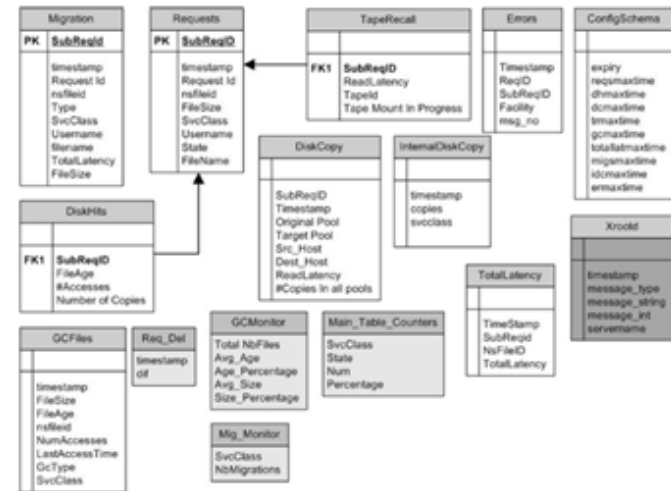 Migration
PK SubReqId
timestamp
Request Id
nsfileid
Type
SvcClass
Username
filename
TotalLatency
FileSize
Requests
PK SubReqID
timestamp
Request Id
nsfileid
FileSize
SvcClass
Username
State
FileName
TapeRecall
FK1 SubReqID
ReadLatency
TapeId
Tape Mount In Progress
Errors
Timestamp
ReqID
SubReqID
Facility
msg_no
ConfigSchema
expiry
reqsmaxtime
dhmaxtime
dcmaxtime
trmaxtime
gcmaxtime
totallatmaxtime
migsmaxtime
idcmaxtime
ermaxtime
DiskHits
FK1 SubReqID
FileAge
#Accesses
Number of Copies
DiskCopy
SubReqID
Timestamp
Original Pool
Target Pool
Src_Host
Dest_Host
ReadLatency
#Copies In all pools
InternalDiskCopy
timestamp
copies
svcclass
Xrootd
timestamp
message_type
message_string
message_int
servername
TotalLatency
TimeStamp
SubReqid
NsFileID
TotalLatency
GCFiles
timestamp
FileSize
FileAge
nsfileid
NumAccesses
LastAccessTime
GcType
SvcClass
Req_Del
timestamp
dif
GCMonitor
Total NbFiles
Avg_Age
Age_Percentage
Avg_Size
Size_Percentage
Main_Table_Counters
SvcClass
State
Num
Percentage
Mig_Monitor
SvcClass
NbMigrations